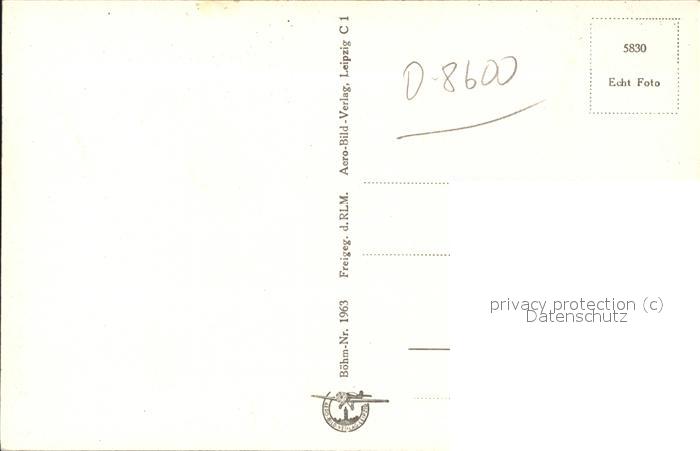 Böhm-Nr. 1963 Freigeg. d. RLM. Aero-Bild-Verlag, Leipzig C 1
D-8600
5830
Echt Foto
privacy protection (c)
Datenschutz